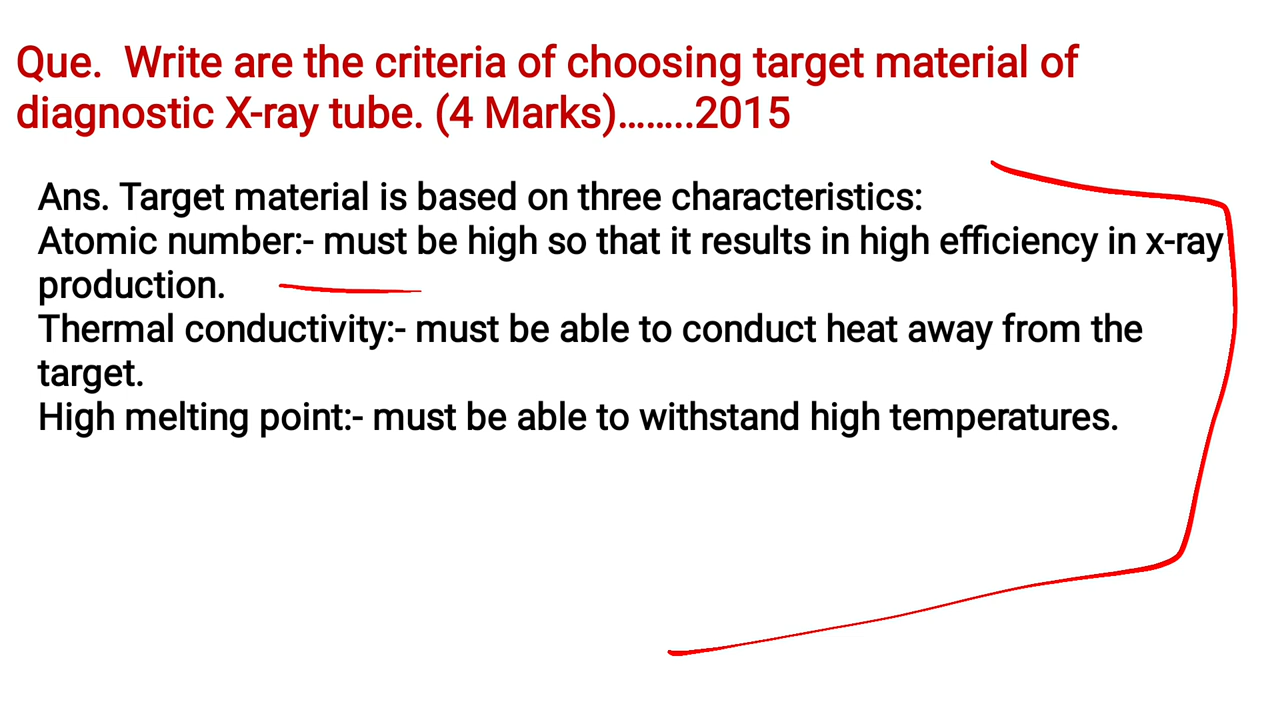 Que.  Write are the criteria of choosing target material of
diagnostic X-ray tube. (4 Marks)........2015
Ans. Target material is based on three characteristics:
Atomic number:- must be high so that it results in high efficiency in x-ray
production.
Thermal conductivity:- must be able to conduct heat away from the
target.
High melting point:- must be able to withstand high temperatures.